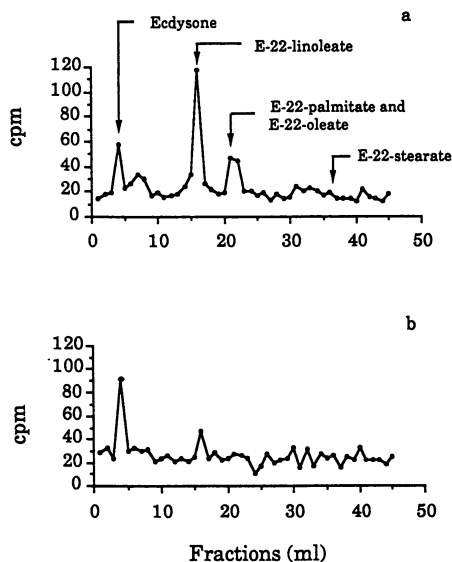 a
Ecdysone
E-22-linoleate
E-22-palmitate and
E-22-oleate
E-22-stearate
cpm
120
100
80
60
40
20
0
0 10 20 30 40 50
b
cpm
120
100
80
60
40
20
0
0 10 20 30 40 50
Fractions (ml)